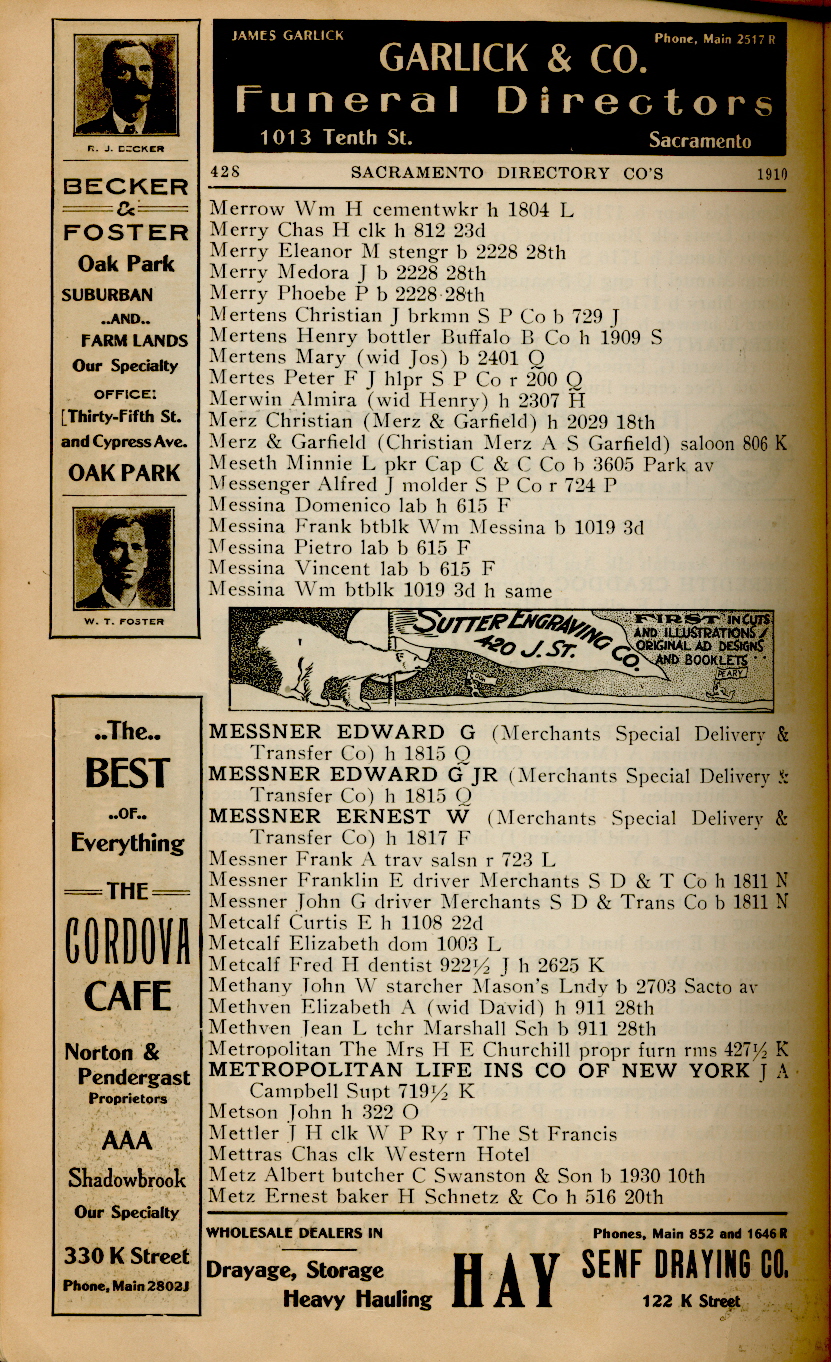 JAMES GARLICK
Phone, Main 2517 R
GARLICK & CO.
Funeral Directors
1013 Tenth St.
Sacramento
R. J. BECKER
BECKER
&
FOSTER
Oak Park
SUBURBAN
..AND..
FARM LANDS
Our Specialty
OFFICE:
[Thirty-Fifth St.
and Cypress Ave.
OAK PARK
W. T. FOSTER
..The..
BEST
..OF..
Everything
THE
CORDOVA
CAFE
Norton &
Pendergast
Proprietors
AAA
Shadowbrook
Our Specialty
330 K Street
Phone, Main 2802J
428 SACRAMENTO DIRECTORY CO'S 1910
Merrow Wm H cementwkr h 1804 L
Merry Chas H clk h 812 23d
Merry Eleanor M stengr b 2228 28th
Merry Medora J b 2228 28th
Merry Phoebe P b 2228 28th
Mertens Christian J brkmn S P Co b 729 J
Mertens Henry bottler Buffalo B Co h 1909 S
Mertens Mary (wid Jos) b 2401 Q
Mertes Peter F J hlpr S P Co r 200 Q
Merwin Almira (wid Henry) h 2307 H
Merz Christian (Merz & Garfield) h 2029 18th
Merz & Garfield (Christian Merz A S Garfield) saloon 806 K
Meseth Minnie L pkr Cap C & C Co b 3605 Park av
Messenger Alfred J molder S P Co r 724 P
Messina Domenico lab h 615 F
Messina Frank btblk Wm Messina b 1019 3d
Messina Pietro lab b 615 F
Messina Vincent lab b 615 F
Messina Wm btblk 1019 3d h same
SUTTER ENGRAVING CO.
420 J. ST.
FIRST IN CUTS
AND ILLUSTRATIONS
ORIGINAL AD DESIGNS
AND BOOKLETS
PEARY
MESSNER EDWARD G (Merchants Special Delivery &
Transfer Co) h 1815 Q
MESSNER EDWARD G JR (Merchants Special Delivery &
Transfer Co) h 1815 Q
MESSNER ERNEST W (Merchants Special Delivery &
Transfer Co) h 1817 F
Messner Frank A trav salsn r 723 L
Messner Franklin E driver Merchants S D & T Co h 1811 N
Messner John G driver Merchants S D & Trans Co b 1811 N
Metcalf Curtis E h 1108 22d
Metcalf Elizabeth dom 1003 L
Metcalf Fred H dentist 922½ J h 2625 K
Methany John W starcher Mason's Lndy b 2703 Sacto av
Methven Elizabeth A (wid David) h 911 28th
Methven Jean L tchr Marshall Sch b 911 28th
Metropolitan The Mrs H E Churchill propr furn rms 427½ K
METROPOLITAN LIFE INS CO OF NEW YORK J A
Campbell Supt 719½ K
Metson John h 322 O
Mettler J H clk W P Ry r The St Francis
Mettras Chas clk Western Hotel
Metz Albert butcher C Swanston & Son b 1930 10th
Metz Ernest baker H Schnetz & Co h 516 20th
WHOLESALE DEALERS IN
Drayage, Storage
Heavy Hauling
HAY
Phones, Main 852 and 1646 R
SENF DRAYING CO.
122 K Street